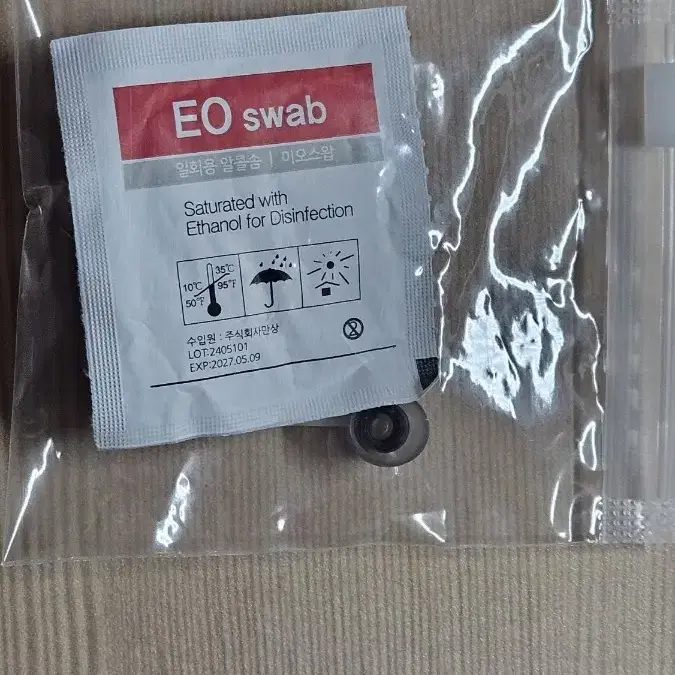 EO swab
일회용 알콜솜 | 이오스왑
Saturated with
Ethanol for Disinfection
35℃
10℃ 95℉
50℉
수입원 : 주식회사만상
LOT:2405101
EXP:2027.05.09